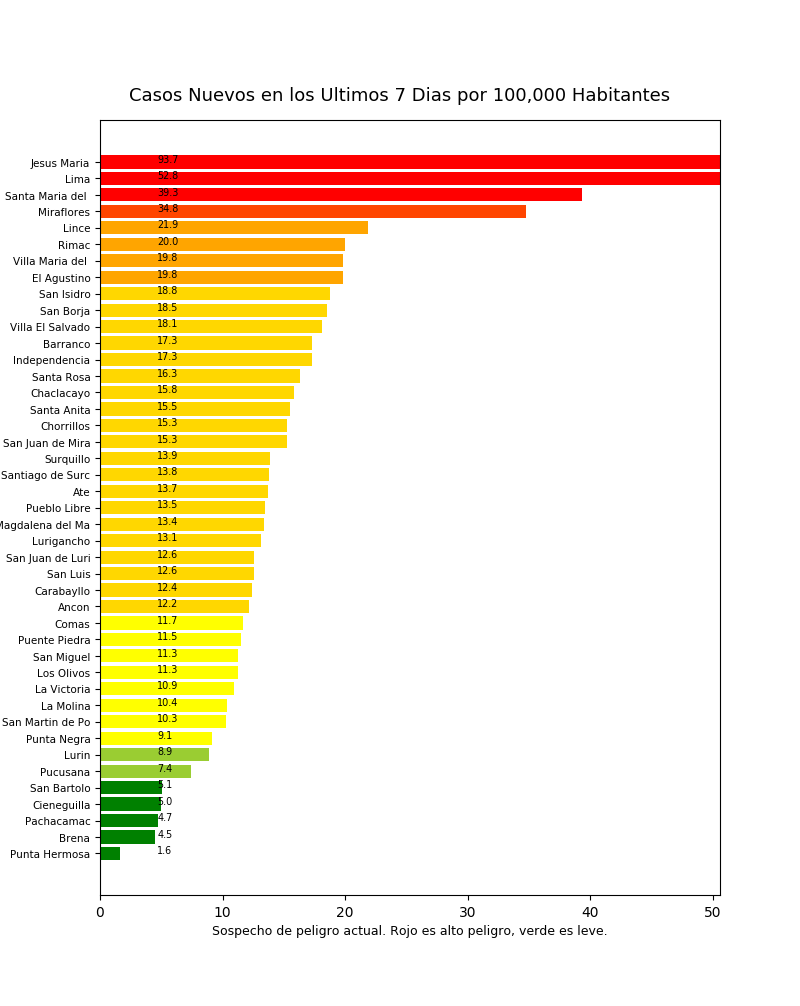 Casos Nuevos en los Ultimos 7 Dias por 100,000 Habitantes
Jesus Maria 93.7
Lima 52.8
Santa Maria del 39.3
Miraflores 34.8
Lince 21.9
Rimac 20.0
Villa Maria del 19.8
El Agustino 19.8
San Isidro 18.8
San Borja 18.5
Villa El Salvado 18.1
Barranco 17.3
Independencia 17.3
Santa Rosa 16.3
Chaclacayo 15.8
Santa Anita 15.5
Chorrillos 15.3
San Juan de Mira 15.3
Surquillo 13.9
Santiago de Surc 13.8
Ate 13.7
Pueblo Libre 13.5
Magdalena del Ma 13.4
Lurigancho 13.1
San Juan de Luri 12.6
San Luis 12.6
Carabayllo 12.4
Ancon 12.2
Comas 11.7
Puente Piedra 11.5
San Miguel 11.3
Los Olivos 11.3
La Victoria 10.9
La Molina 10.4
San Martin de Po 10.3
Punta Negra 9.1
Lurin 8.9
Pucusana 7.4
San Bartolo 5.1
Cieneguilla 5.0
Pachacamac 4.7
Brena 4.5
Punta Hermosa 1.6
0 10 20 30 40 50
Sospecho de peligro actual. Rojo es alto peligro, verde es leve.